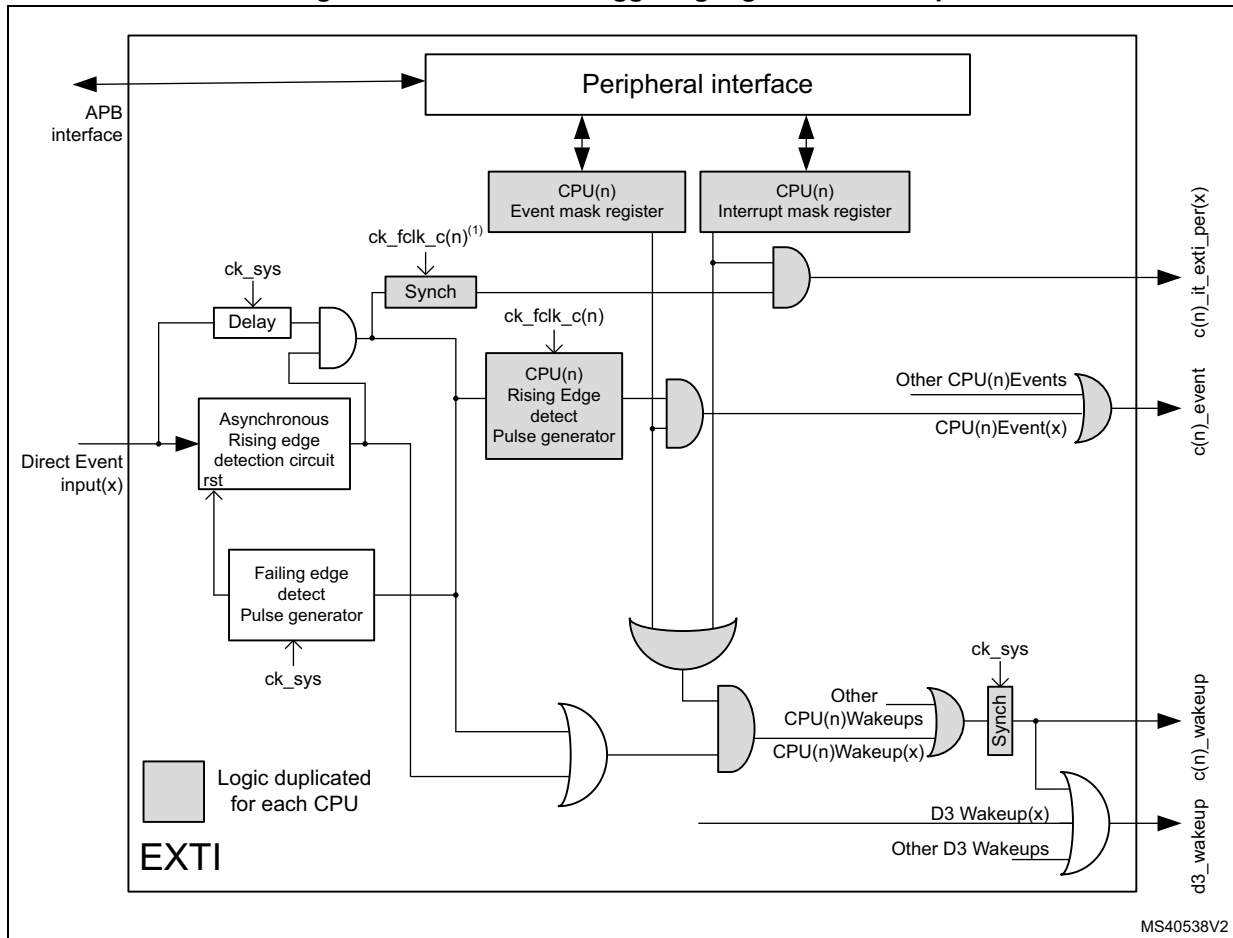 Peripheral interface
APB
interface
CPU(n)
Event mask register
CPU(n)
Interrupt mask register
c(n)_it_exti_per(x)
ck_fclk_c(n)(1)
ck_sys
Synch
Delay
ck_fclk_c(n)
CPU(n)
Rising Edge
detect
Pulse generator
Other CPU(n)Events
CPU(n)Event(x)
c(n)_event
Asynchronous
Rising edge
detection circuit
rst
Direct Event
input(x)
Failing edge
detect
Pulse generator
ck_sys
ck_sys
Other
CPU(n)Wakeups
CPU(n)Wakeup(x)
Synch
c(n)_wakeup
Logic duplicated
for each CPU
D3 Wakeup(x)
Other D3 Wakeups
d3_wakeup
EXTI
MS40538V2